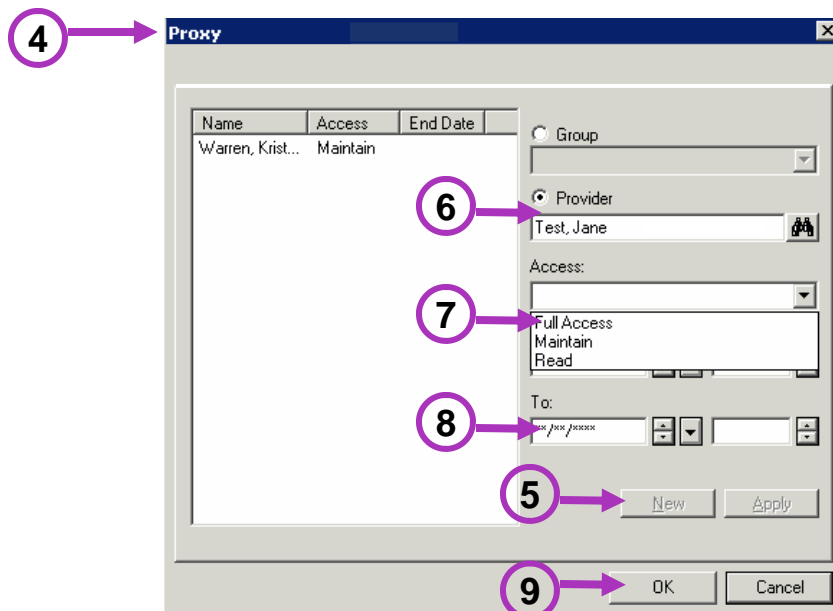 4
Proxy
Name Access End Date
Warren, Krist... Maintain
Group
6
Provider
Test, Jane
Access:
7
Full Access
Maintain
Read
To:
8
**/**/****
5
New Apply
9
OK Cancel